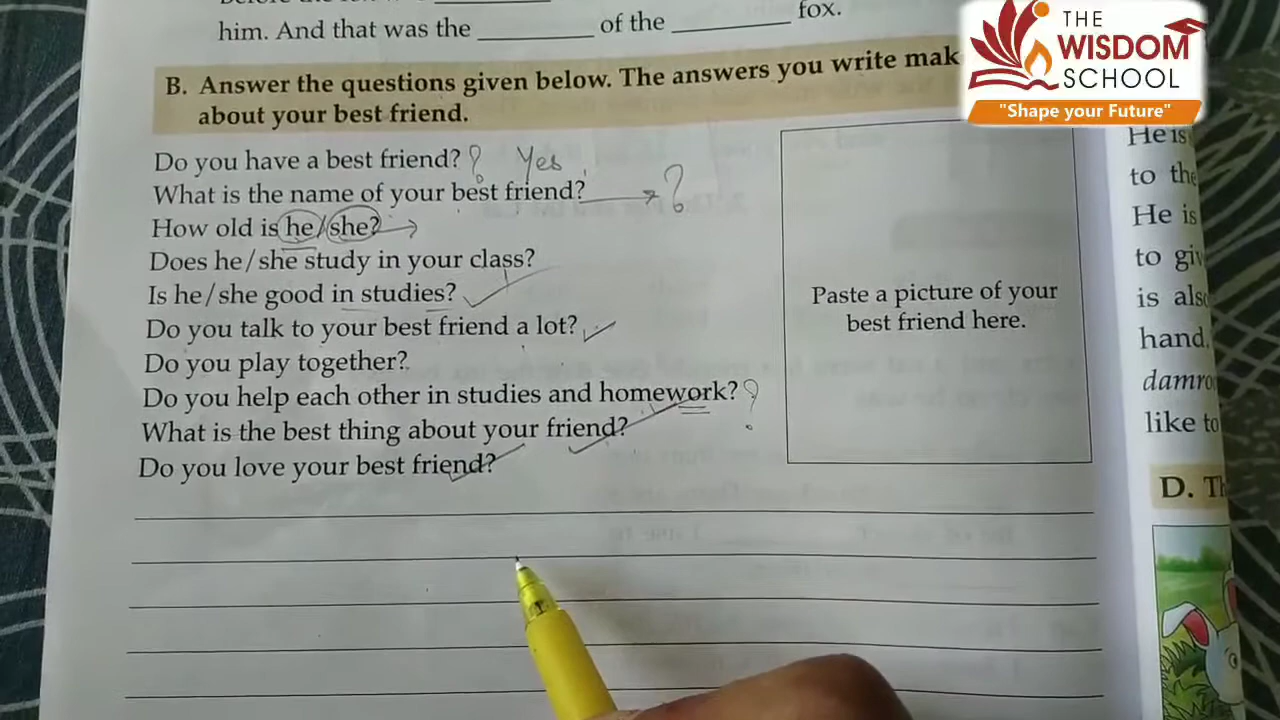 him. And that was the ________ of the ________ fox.
THE
WISDOM
SCHOOL
"Shape your Future"
B. Answer the questions given below. The answers you write mak
about your best friend.
Do you have a best friend? ? Yes
What is the name of your best friend? ?
How old is he/she?
Does he/she study in your class?
Is he/she good in studies?
Do you talk to your best friend a lot?
Do you play together?
Do you help each other in studies and homework? ?
What is the best thing about your friend?
Do you love your best friend?
Paste a picture of your
best friend here.
He is
to the
He is
to giv
is also
hand.
damro
like to
D. Th